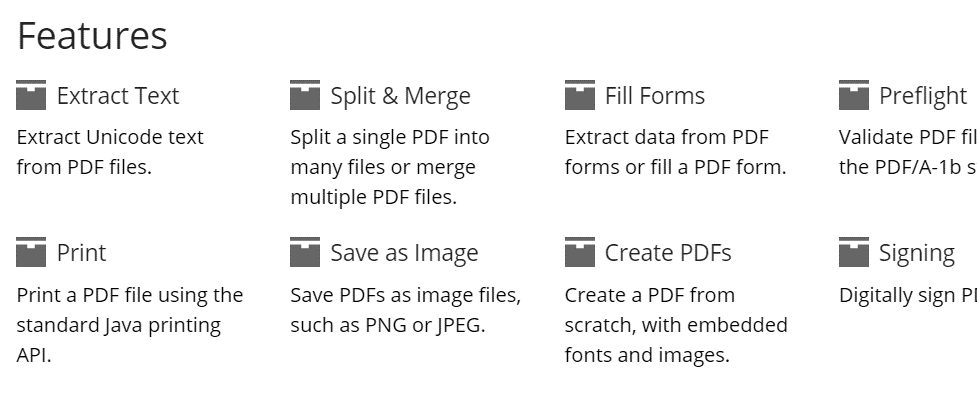 Features
Extract Text
Extract Unicode text
from PDF files.
Split & Merge
Split a single PDF into
many files or merge
multiple PDF files.
Fill Forms
Extract data from PDF
forms or fill a PDF form.
Preflight
Validate PDF fil
the PDF/A-1b s
Print
Print a PDF file using the
standard Java printing
API.
Save as Image
Save PDFs as image files,
such as PNG or JPEG.
Create PDFs
Create a PDF from
scratch, with embedded
fonts and images.
Signing
Digitally sign PD